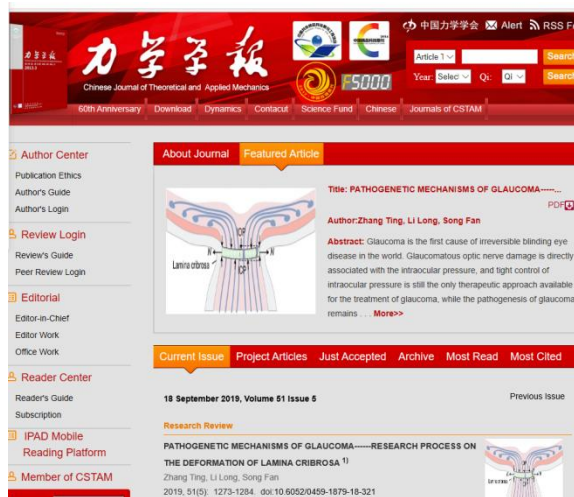 中国力学学会 Alert RSS
力学学报
Chinese Journal of Theoretical and Applied Mechanics
F5000
Article T
Year: Selec Qi: Qi
60th Anniversary Download Dynamics Contacut Science Fund Chinese Journals of CSTAM
Author Center
Publication Ethics
Author's Guide
Author's Login
Review Login
Review's Guide
Peer Review Login
Editorial
Editor-in-Chief
Editor Work
Office Work
Reader Center
Reader's Guide
Subscription
IPAD Mobile
Reading Platform
Member of CSTAM
About Journal Featured Article
IOP
N N
Lamina cribrosa
ICP
Title: PATHOGENETIC MECHANISMS OF GLAUCOMA-----...
PDF
Author:Zhang Ting, Li Long, Song Fan
Abstract: Glaucoma is the first cause of irreversible blinding eye
disease in the world. Glaucomatous optic nerve damage is directly
associated with the intraocular pressure, and tight control of
intraocular pressure is still the only therapeutic approach available
for the treatment of glaucoma, while the pathogenesis of glaucoma
remains . . . More>>
Current Issue Project Articles Just Accepted Archive Most Read Most Cited
18 September 2019, Volume 51 Issue 5 Previous Issue
Research Review
PATHOGENETIC MECHANISMS OF GLAUCOMA------RESEARCH PROCESS ON
THE DEFORMATION OF LAMINA CRIBROSA 1)
Zhang Ting, Li Long, Song Fan
2019, 51(5): 1273-1284. doi:10.6052/0459-1879-18-321